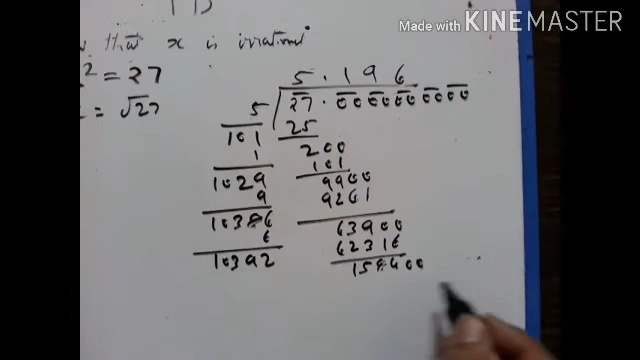 Made with KINEMASTER
that x is irrational.
² = 27
= √27
5 . 1 9 6
5 27 . 00 00 00 00 00
25
101 200
1 101
1029 9900
9 9261
10386 63900
6 62316
10392 158400